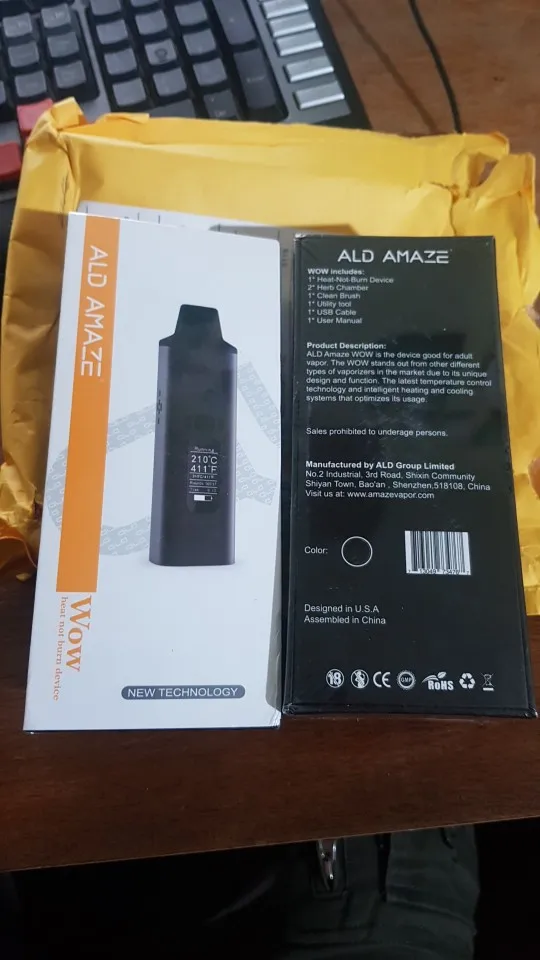 ALD AMAZE
210°C
411°F
Wow
heat not burn device
NEW TECHNOLOGY
ALD AMAZE
WOW includes:
1* Heat-Not-Burn Device
2* Herb Chamber
1* Clean Brush
1* Utility tool
1* USB Cable
1* User Manual
Product Description:
ALD Amaze WOW is the device good for adult
vapor. The WOW stands out from other different
types of vaporizers in the market due to its unique
design and function. The latest temperature control
technology and intelligent heating and cooling
systems that optimizes its usage.
Sales prohibited to underage persons.
Manufactured by ALD Group Limited
No.2 Industrial, 3rd Road, Shixin Community
Shiyan Town, Bao'an , Shenzhen,518108, China
Visit us at: www.amazevapor.com
Color:
Designed in U.S.A
Assembled in China
18 CE GMP RoHS